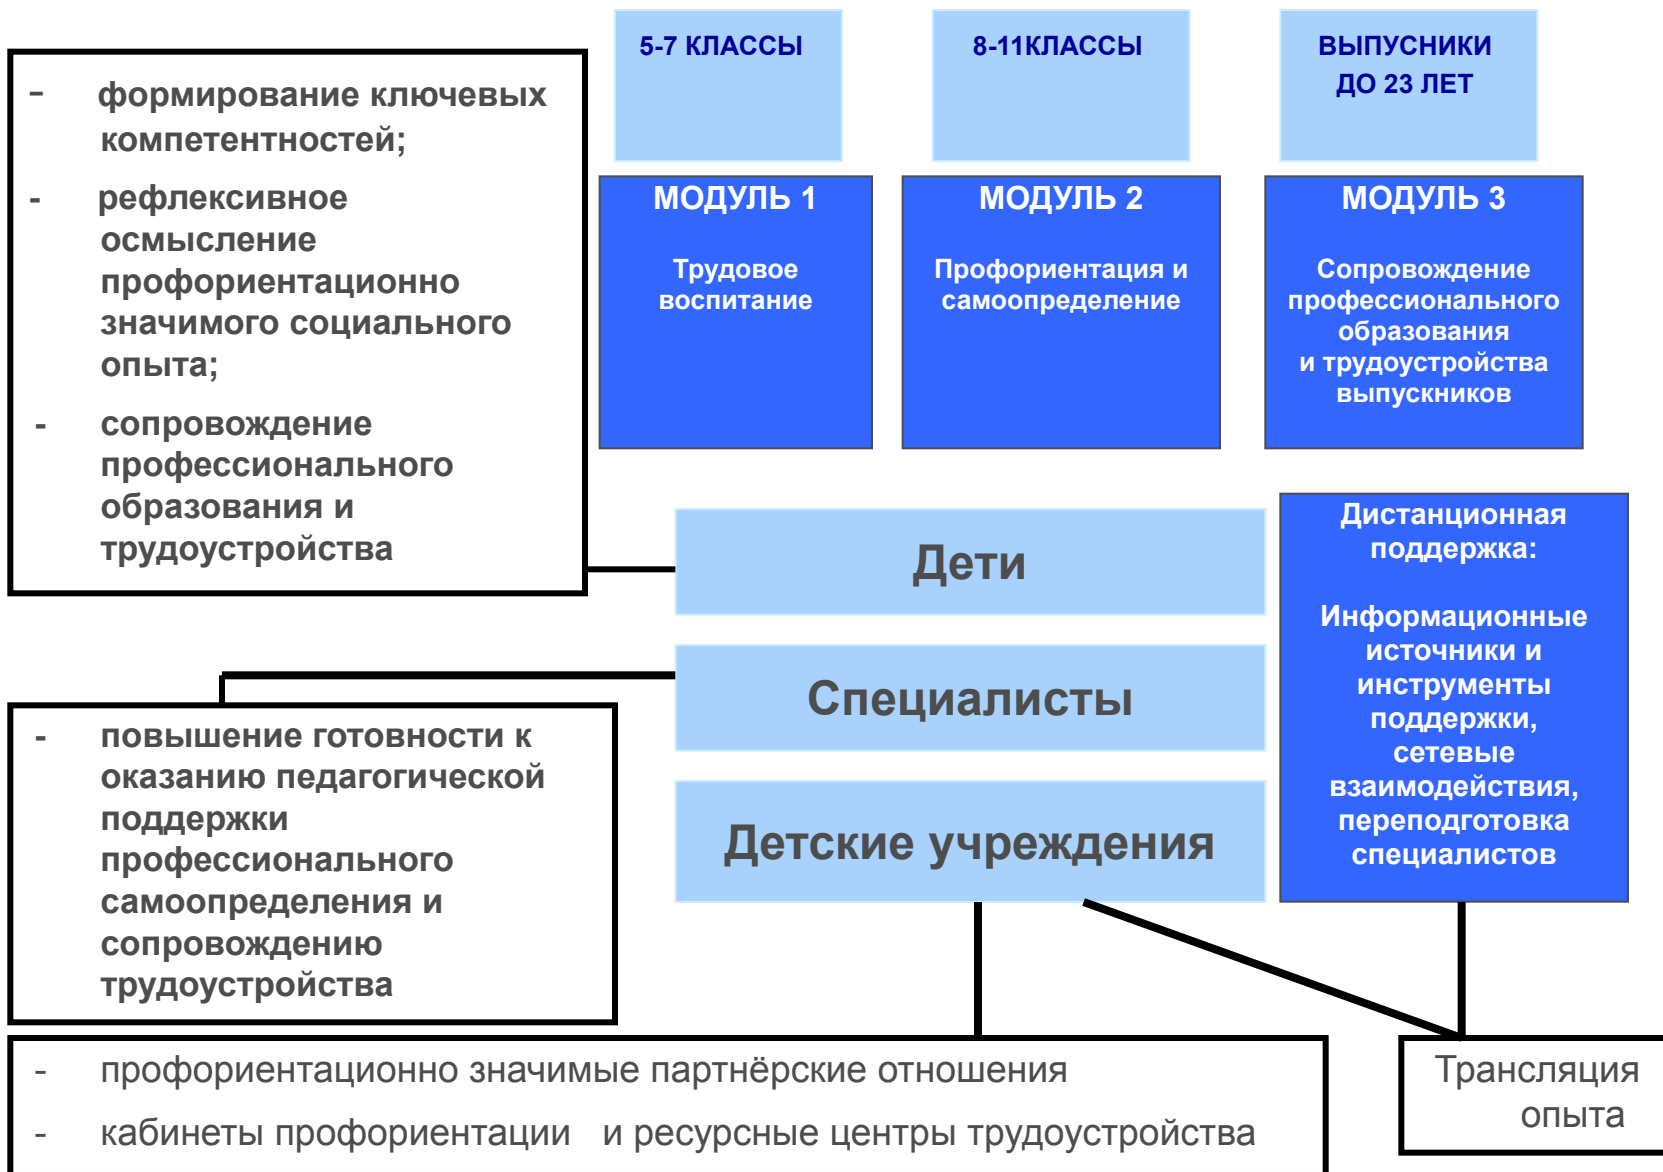 5-7 КЛАССЫ
8-11КЛАССЫ
ВЫПУСНИКИ
ДО 23 ЛЕТ
- формирование ключевых
компетентностей;
- рефлексивное
осмысление
профориентационно
значимого социального
опыта;
- сопровождение
профессионального
образования и
трудоустройства
МОДУЛЬ 1
Трудовое
воспитание
МОДУЛЬ 2
Профориентация и
самоопределение
МОДУЛЬ 3
Сопровождение
профессионального
образования
и трудоустройства
выпускников
Дети
Специалисты
Детские учреждения
Дистанционная
поддержка:
Информационные
источники и
инструменты
поддержки,
сетевые
взаимодействия,
переподготовка
специалистов
- повышение готовности к
оказанию педагогической
поддержки
профессионального
самоопределения и
сопровождению
трудоустройства
- профориентационно значимые партнёрские отношения
- кабинеты профориентации и ресурсные центры трудоустройства
Трансляция
опыта